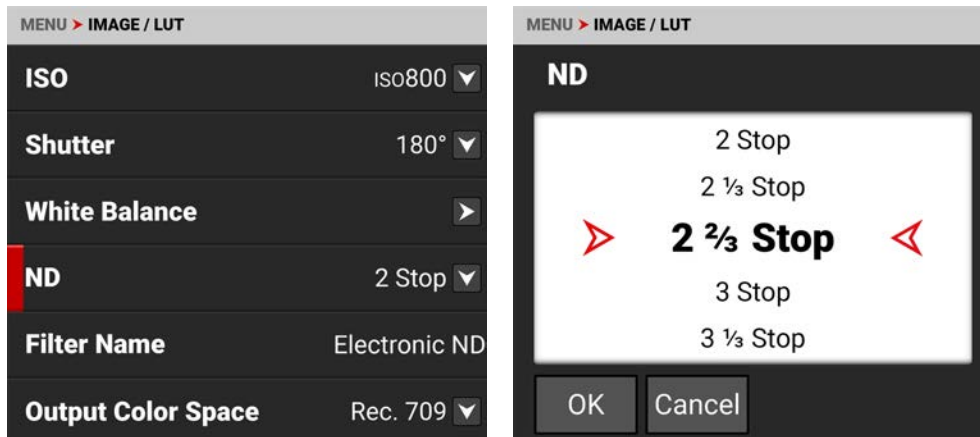 MENU > IMAGE / LUT
ISO ISO800
Shutter 180°
White Balance
ND 2 Stop
Filter Name Electronic ND
Output Color Space Rec. 709
MENU > IMAGE / LUT
ND
2 Stop
2 ⅓ Stop
2 ⅔ Stop
3 Stop
3 ⅓ Stop
OK Cancel